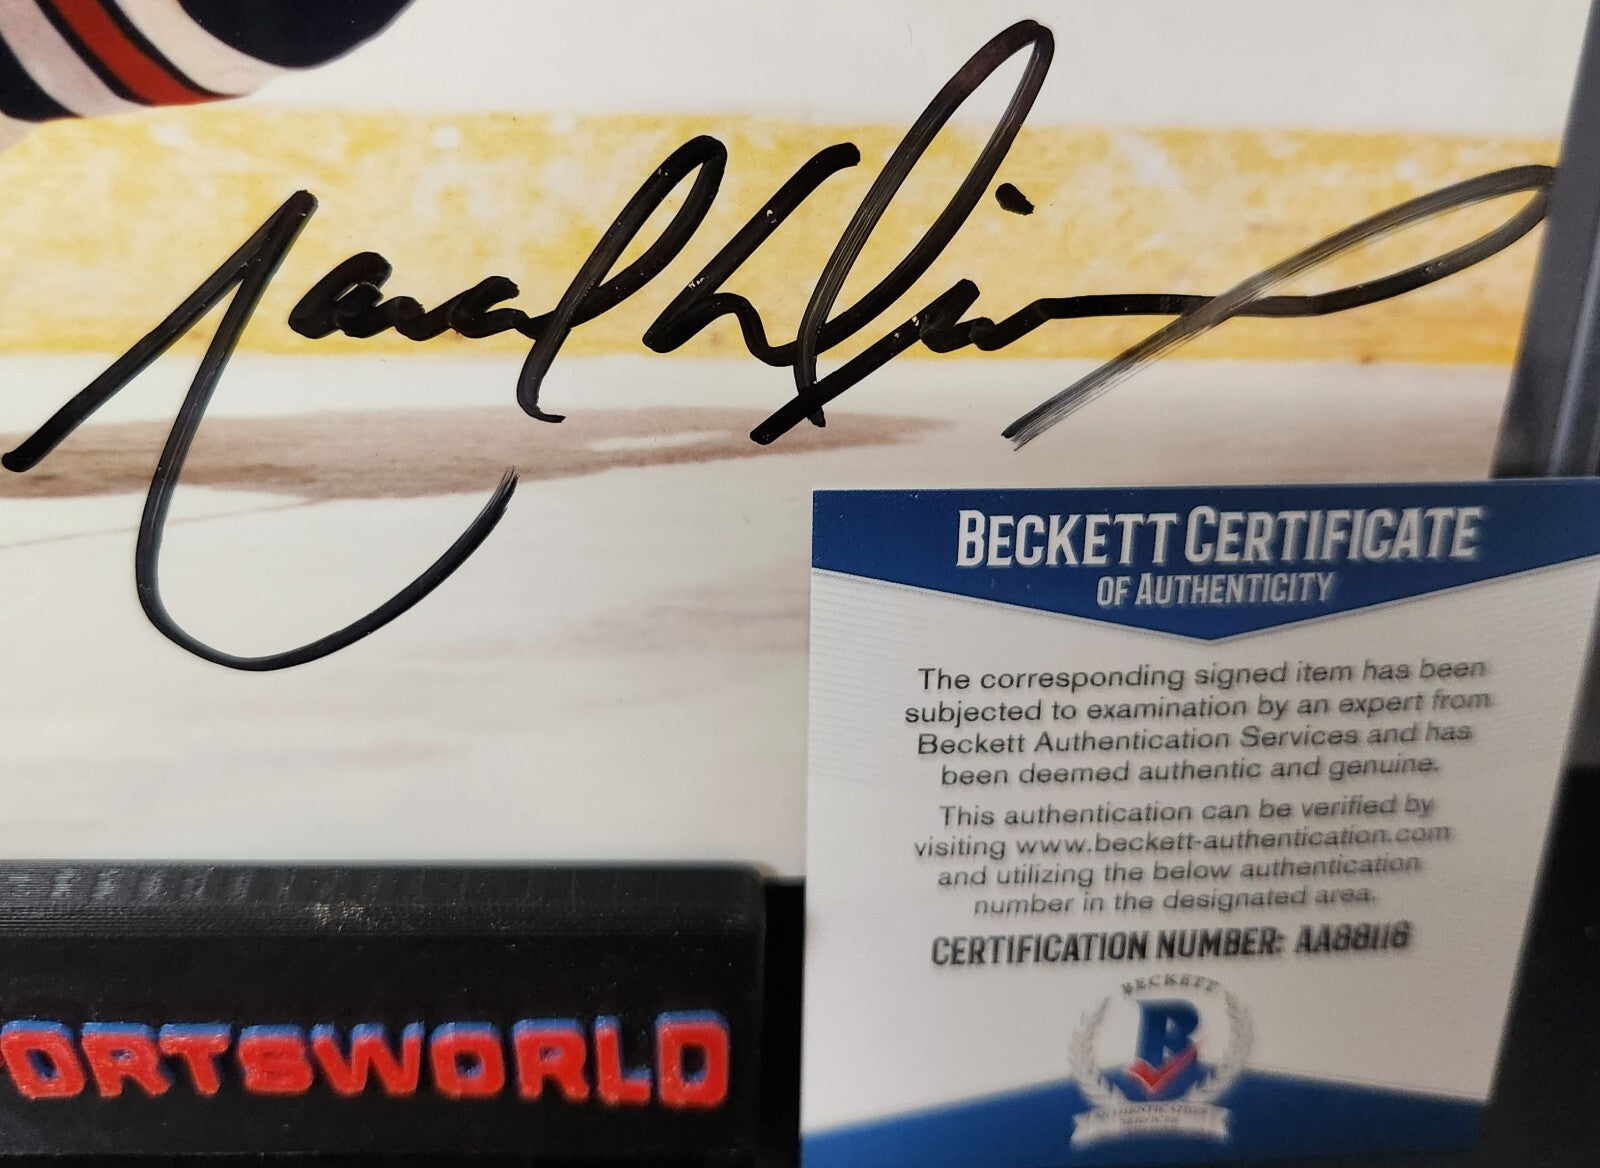 BECKETT CERTIFICATE
OF AUTHENTICITY
The corresponding signed item has been
subjected to examination by an expert from
Beckett Authentication Services and has
been deemed authentic and genuine.
This authentication can be verified by
visiting www.beckett-authentication.com
and utilizing the below authentication
number in the designated area.
CERTIFICATION NUMBER: AA88116
BECKETT
B
ORTSWORLD